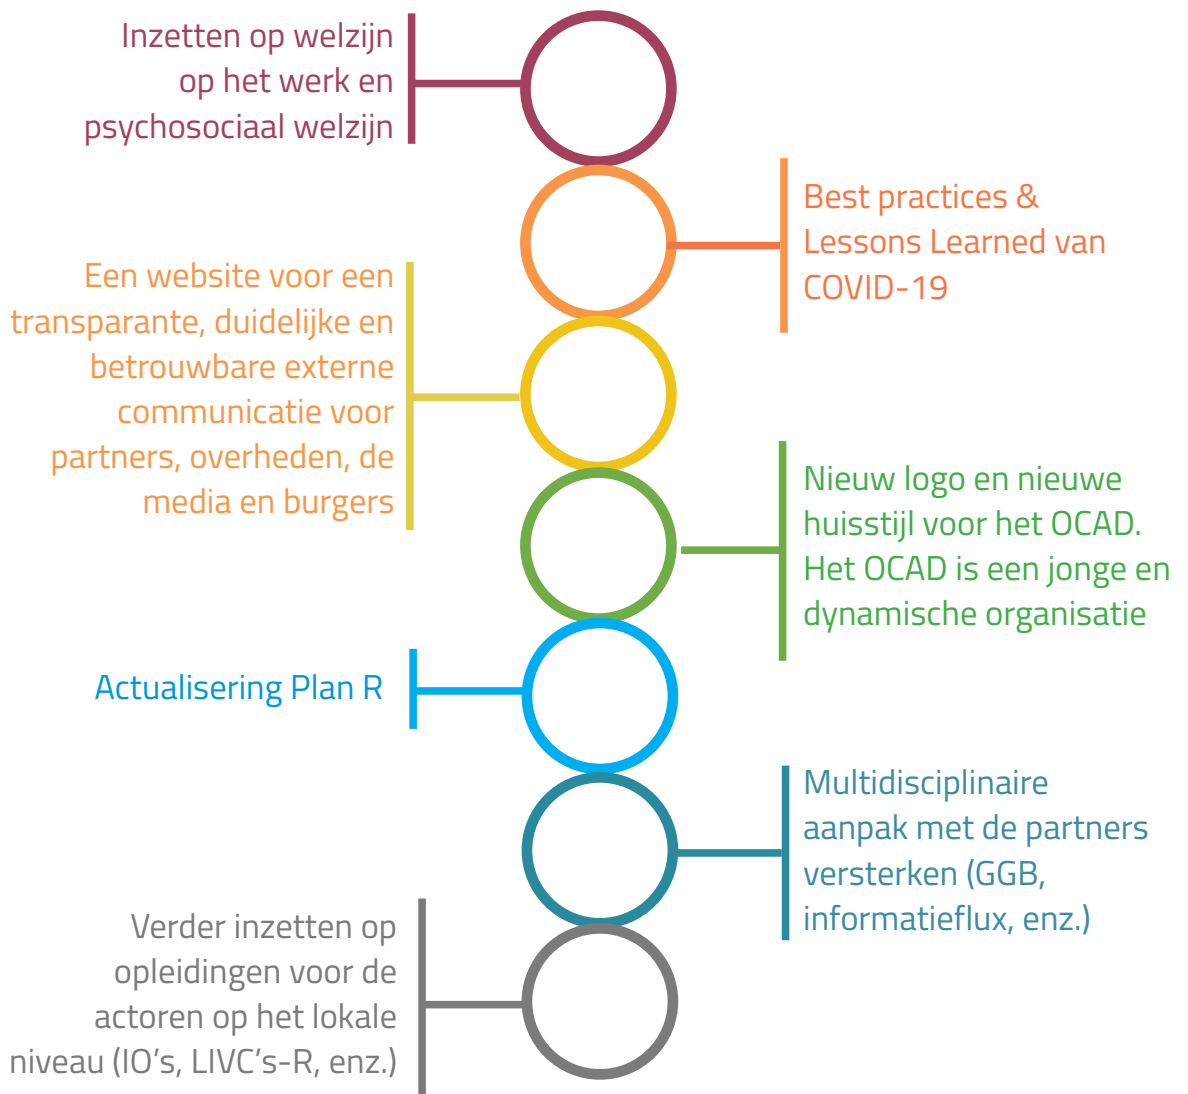 Inzetten op welzijn
op het werk en
psychosociaal welzijn
Best practices &
Lessons Learned van
COVID-19
Een website voor een
transparante, duidelijke en
betrouwbare externe
communicatie voor
partners, overheden, de
media en burgers
Nieuw logo en nieuwe
huisstijl voor het OCAD.
Het OCAD is een jonge en
dynamische organisatie
Actualisering Plan R
Multidisciplinaire
aanpak met de partners
versterken (GGB,
informatieflux, enz.)
Verder inzetten op
opleidingen voor de
actoren op het lokale
niveau (IO's, LIVC's-R, enz.)